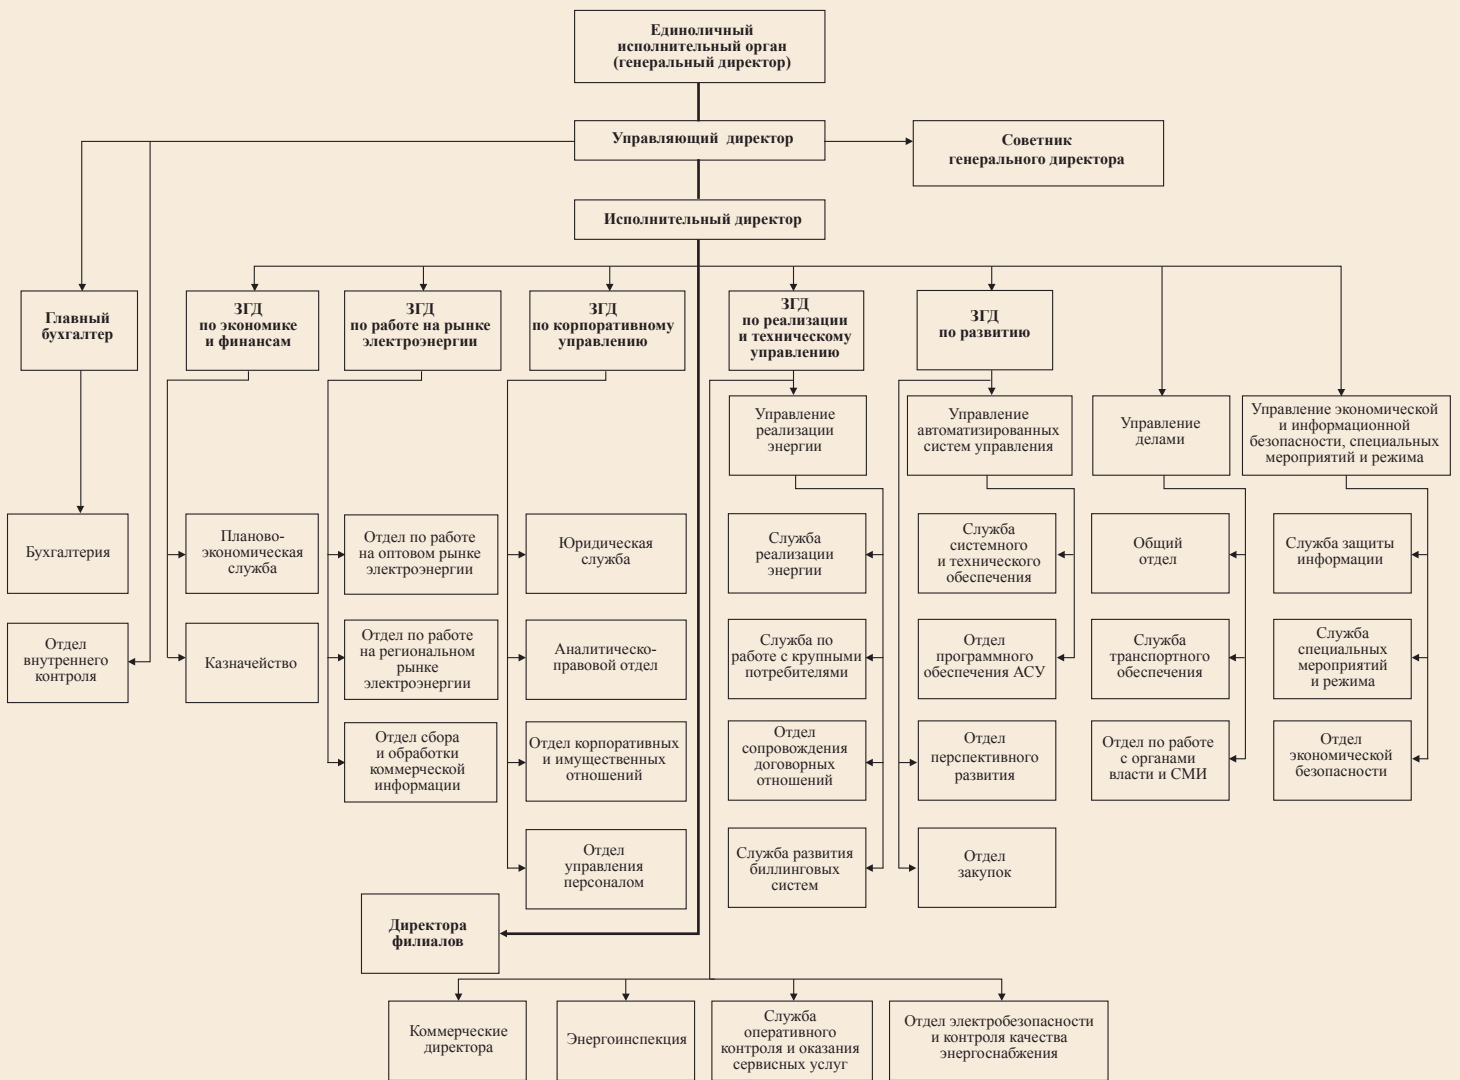 Единоличный
исполнительный орган
(генеральный директор)
Управляющий директор
Советник
генерального директора
Исполнительный директор
Главный
бухгалтер
ЗГД
по экономике
и финансам
ЗГД
по работе на рынке
электроэнергии
ЗГД
по корпоративному
управлению
ЗГД
по реализации
и техническому
управлению
ЗГД
по развитию
Управление
реализации
энергии
Управление
автоматизированных
систем управления
Управление
делами
Управление экономической
и информационной
безопасности, специальных
мероприятий и режима
Бухгалтерия
Планово-
экономическая
служба
Отдел по работе
на оптовом рынке
электроэнергии
Юридическая
служба
Служба
реализации
энергии
Служба
системного
и технического
обеспечения
Общий
отдел
Служба защиты
информации
Отдел
внутреннего
контроля
Казначейство
Отдел по работе
на региональном
рынке
электроэнергии
Аналитическо-
правовой отдел
Служба по
работе с крупными
потребителями
Отдел
программного
обеспечения АСУ
Служба
транспортного
обеспечения
Служба
специальных
мероприятий
и режима
Отдел сбора
и обработки
коммерческой
информации
Отдел корпоративных
и имущественных
отношений
Отдел
сопровождения
договорных
отношений
Отдел
перспективного
развития
Отдел по работе
с органами
власти и СМИ
Отдел
экономической
безопасности
Отдел
управления
персоналом
Служба развития
биллинговых
систем
Отдел
закупок
Директора
филиалов
Коммерческие
директора
Энергоинспекция
Служба
оперативного
контроля и оказания
сервисных услуг
Отдел электробезопасности
и контроля качества
энергоснабжения